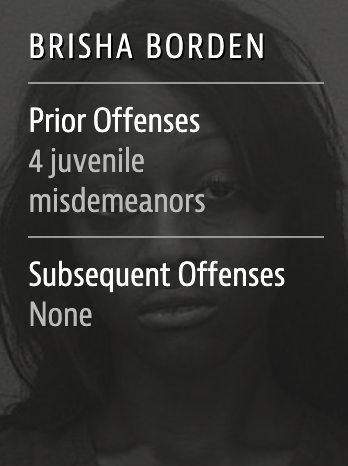 BRISHA BORDEN
Prior Offenses
4 juvenile
misdemeanors
Subsequent Offenses
None